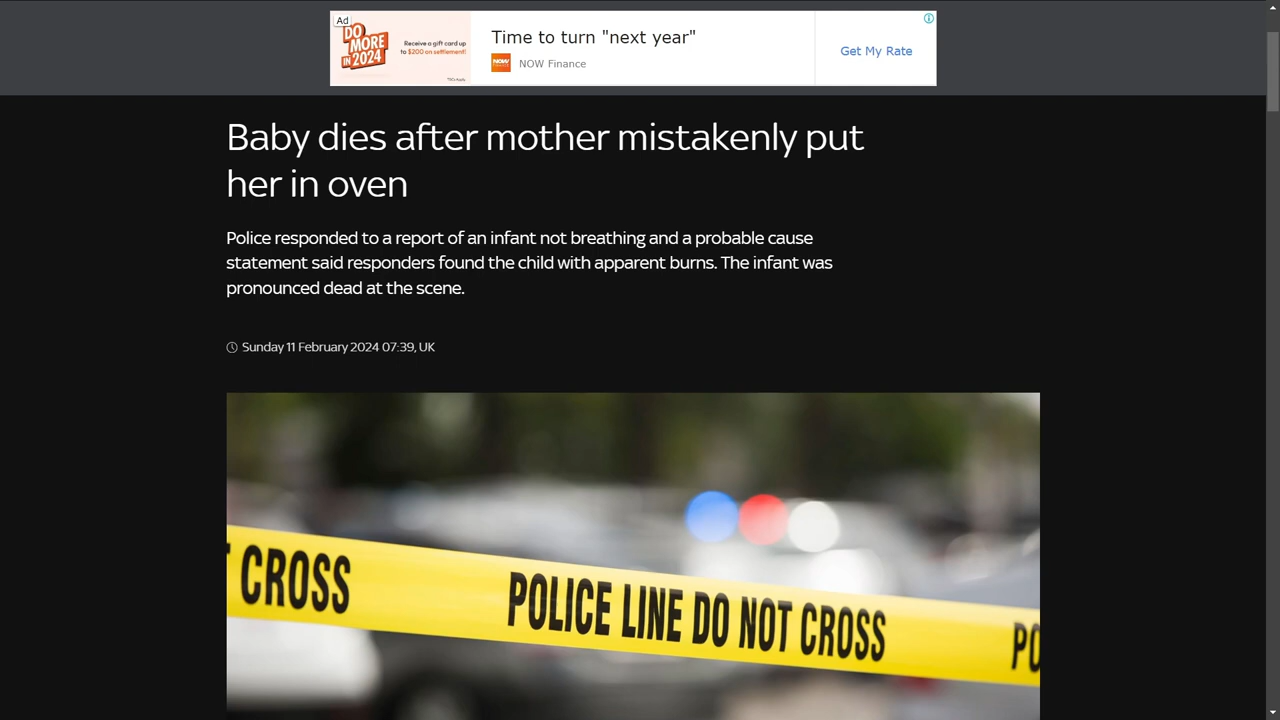 Ad
DO
MORE
IN 2024
Receive a gift card up
to $200 on settlement!
T&Cs Apply
Time to turn "next year"
NOW
NOW Finance
Get My Rate
Baby dies after mother mistakenly put
her in oven
Police responded to a report of an infant not breathing and a probable cause
statement said responders found the child with apparent burns. The infant was
pronounced dead at the scene.
Sunday 11 February 2024 07:39, UK
T CROSS
POLICE LINE DO NOT CROSS
PO